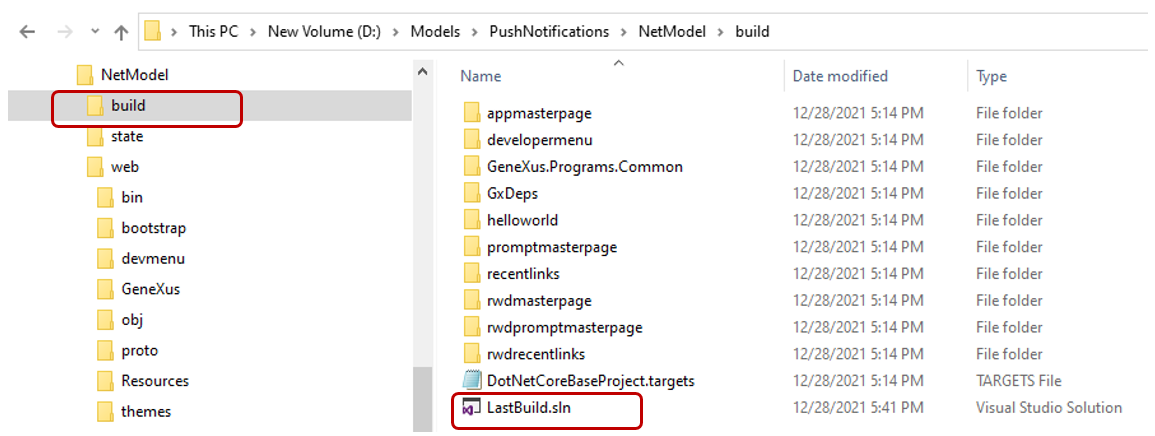 This PC > New Volume (D:) > Models > PushNotifications > NetModel > build
NetModel
build
state
web
bin
bootstrap
devmenu
GeneXus
obj
proto
Resources
themes
Name Date modified Type
appmasterpage 12/28/2021 5:14 PM File folder
developermenu 12/28/2021 5:14 PM File folder
GeneXus.Programs.Common 12/28/2021 5:14 PM File folder
GxDeps 12/28/2021 5:14 PM File folder
helloworld 12/28/2021 5:14 PM File folder
promptmasterpage 12/28/2021 5:14 PM File folder
recentlinks 12/28/2021 5:14 PM File folder
rwdmasterpage 12/28/2021 5:14 PM File folder
rwdpromptmasterpage 12/28/2021 5:14 PM File folder
rwdrecentlinks 12/28/2021 5:14 PM File folder
DotNetCoreBaseProject.targets 12/28/2021 5:14 PM TARGETS File
LastBuild.sln 12/28/2021 5:41 PM Visual Studio Solution